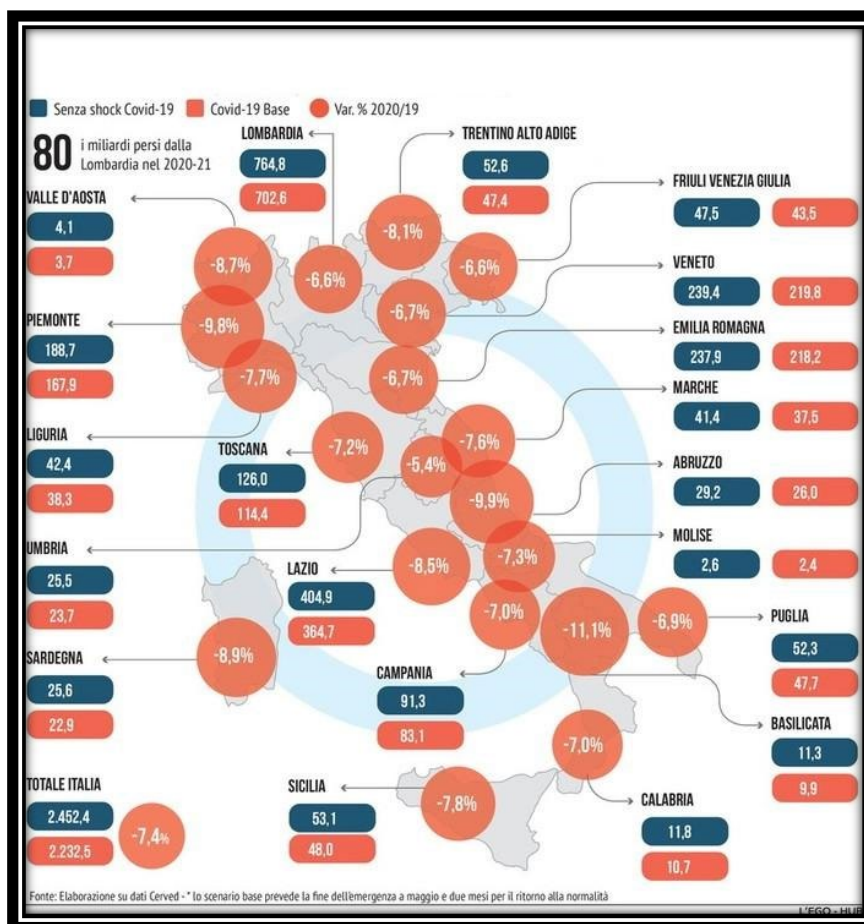 Senza shock Covid-19 Covid-19 Base Var. % 2020/19
80 i miliardi persi dalla
Lombardia nel 2020-21
LOMBARDIA
764,8
702,6
TRENTINO ALTO ADIGE
52,6
47,4
FRIULI VENEZIA GIULIA
47,5 43,5
VALLE D'AOSTA
4,1
3,7
-8,7%
-6,6%
-8,1%
-6,6%
VENETO
239,4 219,8
-6,7%
PIEMONTE
188,7
167,9
-9,8%
EMILIA ROMAGNA
237,9 218,2
-6,7%
-7,7%
MARCHE
41,4 37,5
-7,6%
LIGURIA
42,4
38,3
TOSCANA
126,0
114,4
-7,2%
-5,4%
ABRUZZO
29,2 26,0
-9,9%
MOLISE
2,6 2,4
-7,3%
UMBRIA
25,5
23,7
LAZIO
404,9
364,7
-8,5%
-7,0%
-11,1%
-6,9%
PUGLIA
52,3
47,7
SARDEGNA
25,6
22,9
-8,9%
CAMPANIA
91,3
83,1
BASILICATA
11,3
9,9
-7,0%
TOTALE ITALIA
2.452,4
2.232,5
-7,4%
SICILIA
53,1
48,0
-7,8%
CALABRIA
11,8
10,7
Fonte: Elaborazione su dati Cerved - * lo scenario base prevede la fine dell'emergenza a maggio e due mesi per il ritorno alla normalità
L'EGO - HUB